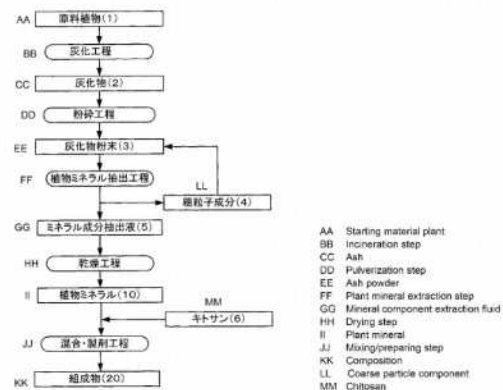 AA 原料植物(1)
BB 灰化工程
CC 灰化物(2)
DD 粉砕工程
EE 灰化物粉末(3)
FF 植物ミネラル抽出工程
LL
粗粒子成分(4)
GG ミネラル成分抽出液(5)
HH 乾燥工程
II 植物ミネラル(10)
MM
キトサン(6)
JJ 混合・製剤工程
KK 組成物(20)
AA Starting material plant
BB Incineration step
CC Ash
DD Pulverization step
EE Ash powder
FF Plant mineral extraction step
GG Mineral component extraction fluid
HH Drying step
II Plant mineral
JJ Mixing/preparing step
KK Composition
LL Coarse particle component
MM Chitosan